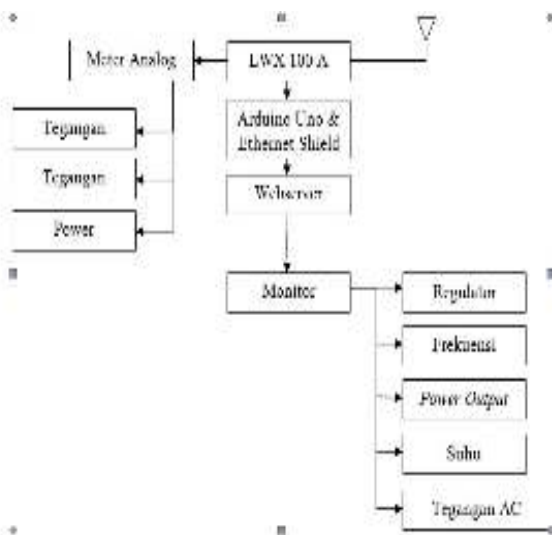 Meter Analog
LWX 100 A
Arduino Uno &
Ethernet Shield
Webserver
Tegangan
Tegangan
Power
Monitor
Regulator
Frekuensi
Power Output
Suhu
Tegangan AC